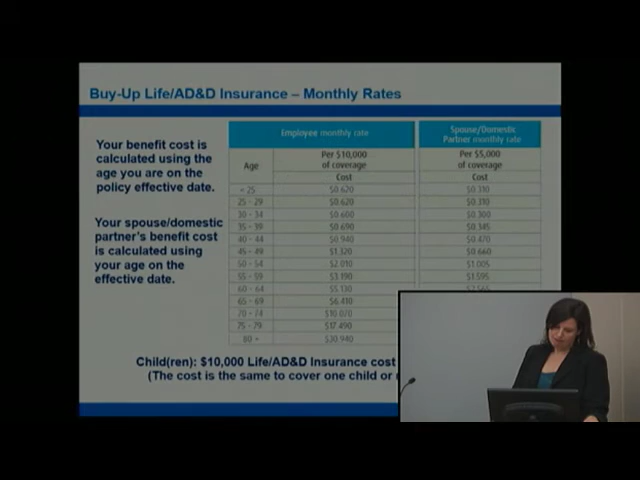 Buy-Up Life/AD&D Insurance – Monthly Rates
Your benefit cost is
calculated using the
age you are on the
policy effective date.
Your spouse/domestic
partner's benefit cost
is calculated using
your age on the
effective date.
Employee monthly rate
Spouse/Domestic
Partner monthly rate
Age
Per $10,000
of coverage
Per $5,000
of coverage
Cost
Cost
< 25 $0.620 $0.310
25 - 29 $0.620 $0.310
30 - 34 $0.600 $0.300
35 - 39 $0.690 $0.345
40 - 44 $0.940 $0.470
45 - 49 $1.320 $0.660
50 - 54 $2.010 $1.005
55 - 59 $3.190 $1.595
60 - 64 $5.130 $2.565
65 - 69 $6.410
70 - 74 $10.070
75 - 79 $17.490
80 + $30.940
Child(ren): $10,000 Life/AD&D Insurance cost
(The cost is the same to cover one child or